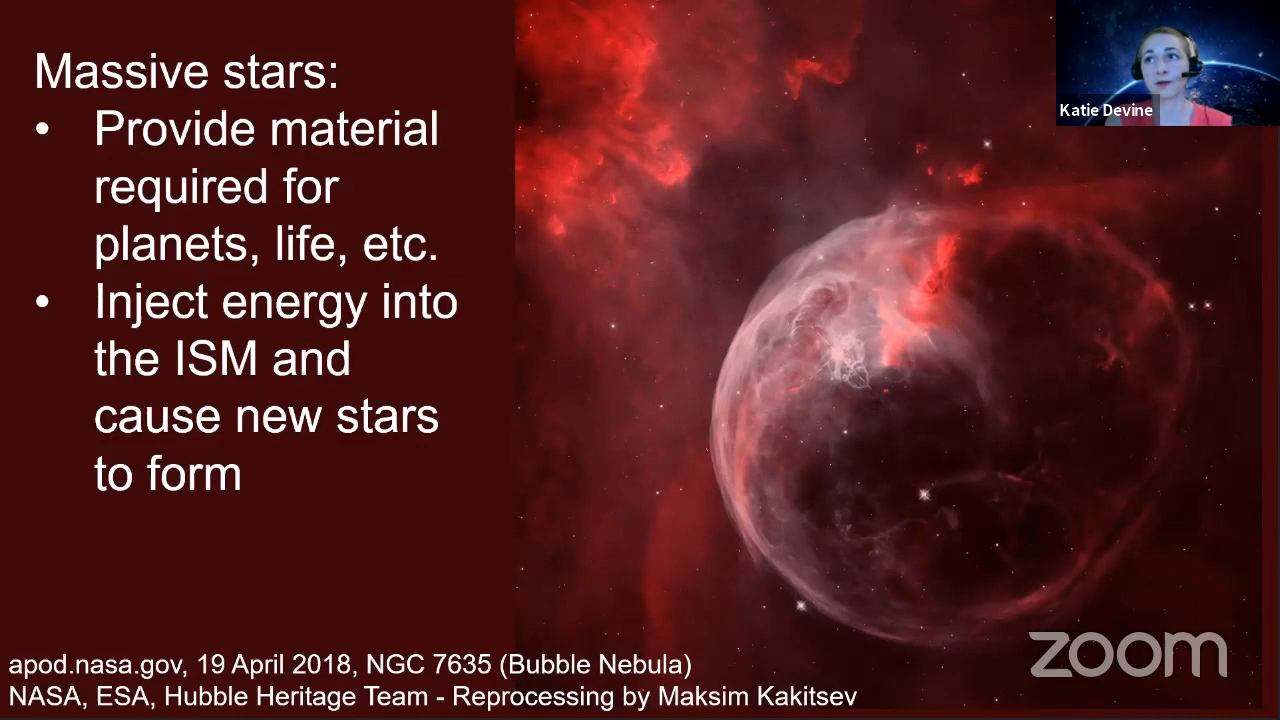 Massive stars:
• Provide material
required for
planets, life, etc.
• Inject energy into
the ISM and
cause new stars
to form
Katie Devine
apod.nasa.gov, 19 April 2018, NGC 7635 (Bubble Nebula)
NASA, ESA, Hubble Heritage Team - Reprocessing by Maksim Kakitsev
zoom